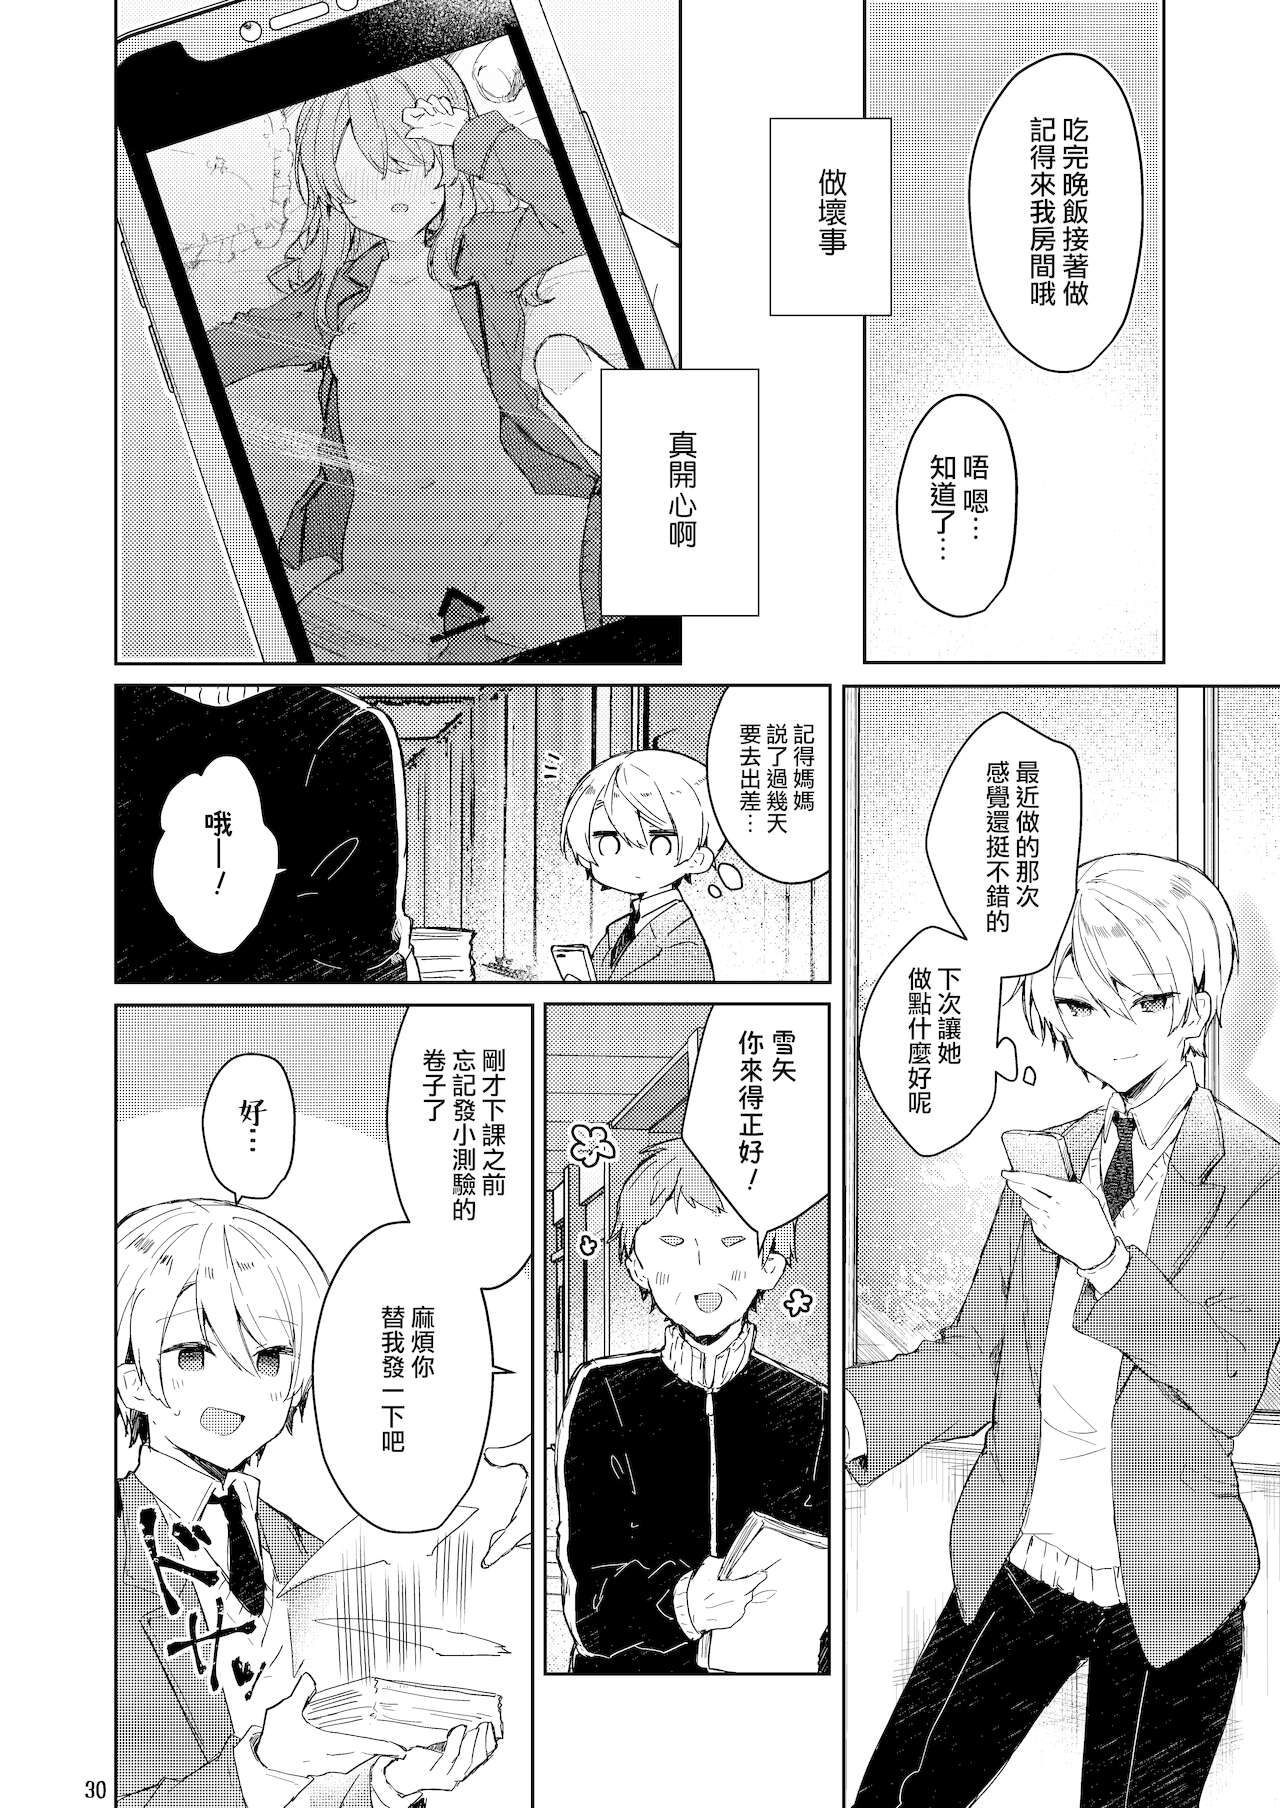 吃完晚飯接著做
記得來我房間哦
唔嗯…
知道了…
做壞事
真開心啊
最近做的那次
感覺還挺不錯的
下次讓她
做點什麼好呢
記得媽媽
說了過幾天
要去出差…
哦—！
雪矢
你來得正好！
剛才下課之前
忘記發小測驗的
卷子了
麻煩你
替我發一下吧
好…
ドサ
30